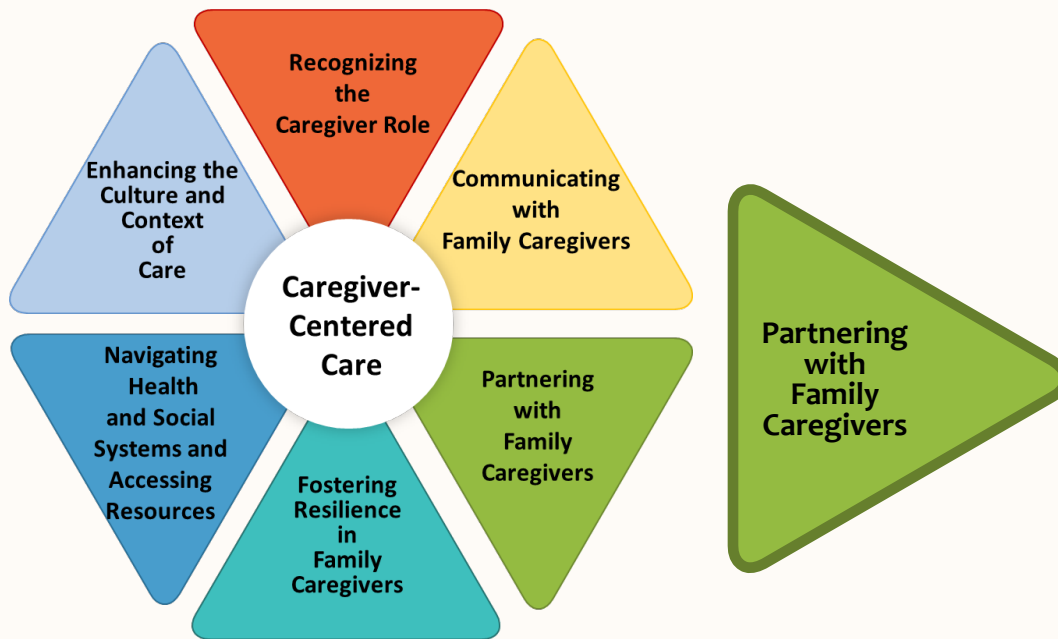 Recognizing
the
Caregiver Role
Communicating
with
Family Caregivers
Partnering
with
Family
Caregivers
Fostering
Resilience
in
Family
Caregivers
Navigating
Health
and Social
Systems and
Accessing
Resources
Enhancing the
Culture and
Context
of
Care
Caregiver-
Centered
Care
Partnering
with
Family
Caregivers